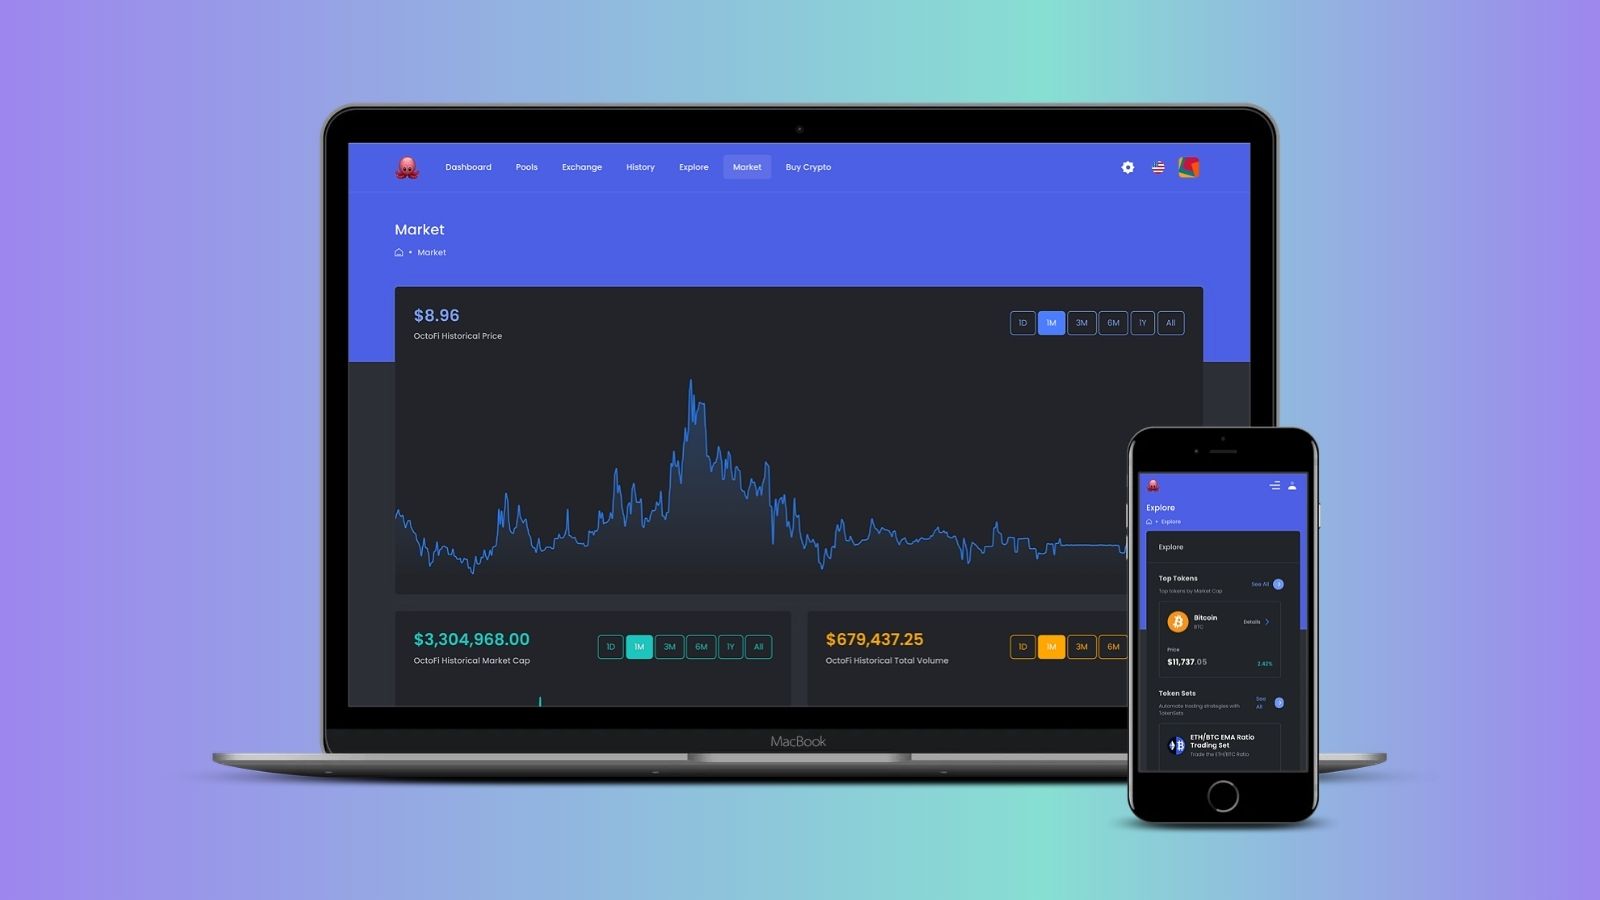 Dashboard Pools Exchange History Explore Market Buy Crypto
Market
Market
$8.96
OctoFi Historical Price
1D 1M 3M 6M 1Y All
$3,304,968.00
OctoFi Historical Market Cap
1D 1M 3M 6M 1Y All
$679,437.25
OctoFi Historical Total Volume
1D 1M 3M 6M
MacBook
Explore
Explore
Explore
Top Tokens
Top tokens by Market Cap
See All
Bitcoin
BTC
Details
Price
$11,737.05
2.42%
Token Sets
Automate trading strategies with
TokenSets
See
All
ETH/BTC EMA Ratio
Trading Set
Trade the ETH/BTC Ratio